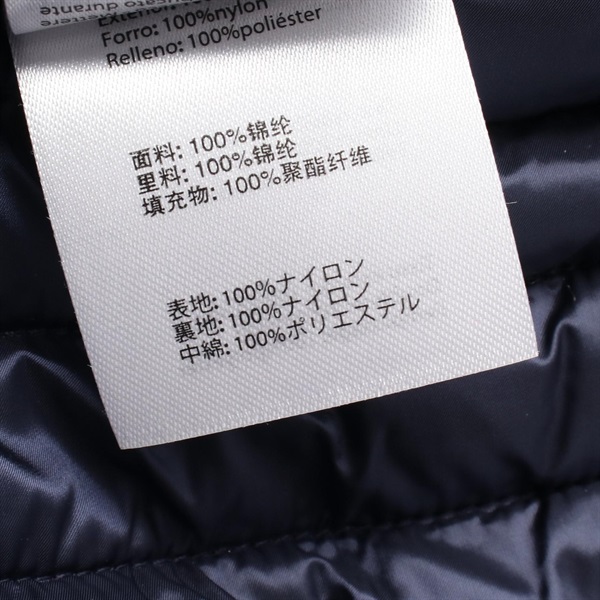 durante
Forro: 100%nylon
Relleno: 100%poliéster
面料: 100%锦纶
里料: 100%锦纶
填充物: 100%聚酯纤维
表地: 100%ナイロン
裏地: 100%ナイロン
中綿: 100%ポリエステル